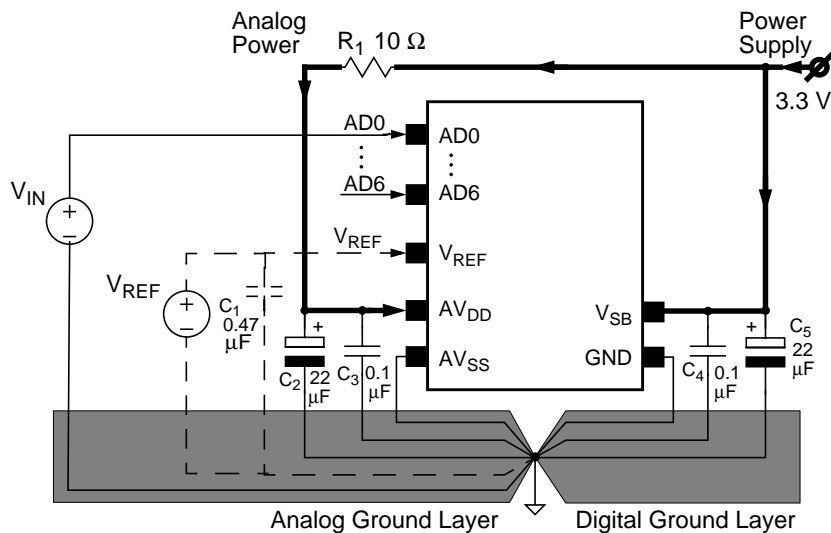 Analog
Power
R1 10 Ω
Power
Supply
3.3 V
AD0
AD0
AD6
AD6
VIN
VREF
VREF
VREF
C1
0.47
μF
AVDD
VSB
AVSS
GND
+
C2
22
μF
C3
0.1
μF
C4
0.1
μF
+
C5
22
μF
Analog Ground Layer
Digital Ground Layer